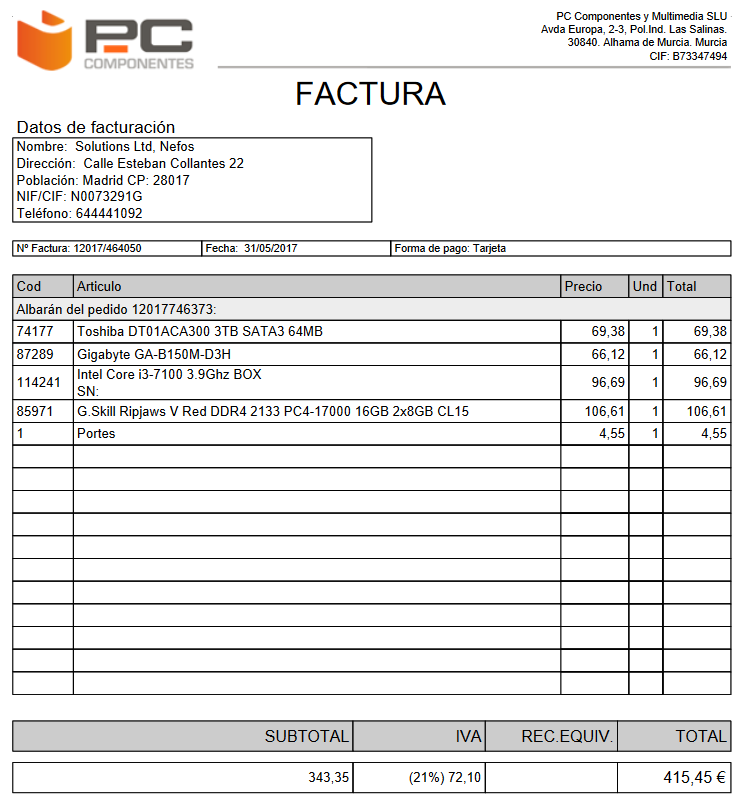 PC
COMPONENTES
PC Componentes y Multimedia SLU
Avda Europa, 2-3, Pol.Ind. Las Salinas.
30840. Alhama de Murcia. Murcia
CIF: B73347494
FACTURA
Datos de facturación
Nombre: Solutions Ltd, Nefos
Dirección: Calle Esteban Collantes 22
Población: Madrid CP: 28017
NIF/CIF: N0073291G
Teléfono: 644441092
Nº Factura: 12017/464050 Fecha: 31/05/2017 Forma de pago: Tarjeta
Cod Articulo Precio Und Total
Albarán del pedido 12017746373:
74177 Toshiba DT01ACA300 3TB SATA3 64MB 69,38 1 69,38
87289 Gigabyte GA-B150M-D3H 66,12 1 66,12
114241 Intel Core i3-7100 3.9Ghz BOX 96,69 1 96,69
SN:
85971 G.Skill Ripjaws V Red DDR4 2133 PC4-17000 16GB 2x8GB CL15 106,61 1 106,61
1 Portes 4,55 1 4,55
SUBTOTAL IVA REC.EQUIV. TOTAL
343,35 (21%) 72,10 415,45 €